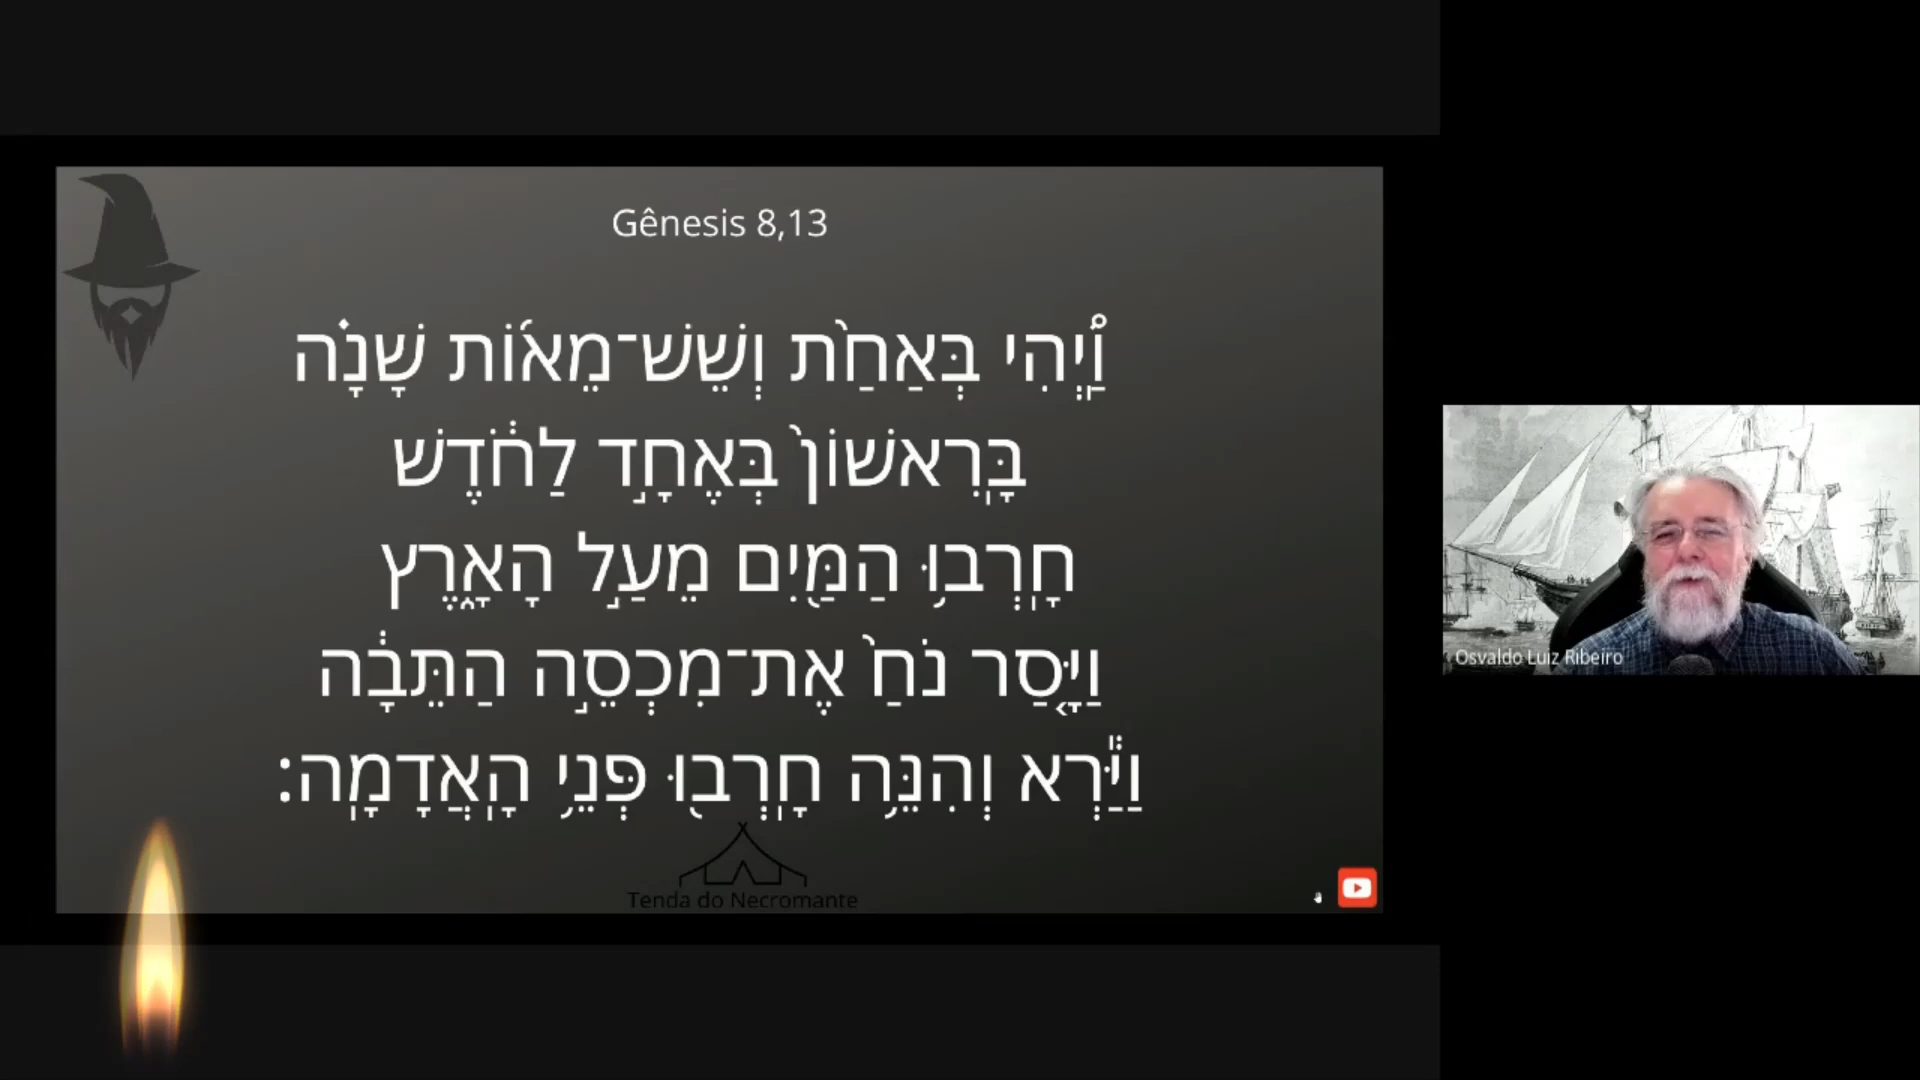 Gênesis 8,13
וַֽ֠יְהִי בְּאַחַ֨ת וְשֵׁשׁ־מֵא֜וֹת שָׁנָ֗ה
בָּֽרִאשׁוֹן֙ בְּאֶחָ֣ד לַחֹ֔דֶשׁ
חָֽרְב֥וּ הַמַּ֖יִם מֵעַ֣ל הָאָ֑רֶץ
וַיָּ֤סַר נֹ֙חַ֙ אֶת־מִכְסֵ֣ה הַתֵּבָ֔ה
וַיַּ֕רְא וְהִנֵּ֥ה חָֽרְב֖וּ פְּנֵ֥י הָֽאֲדָמָֽה׃
Tenda do Necromante
Osvaldo Luiz Ribeiro